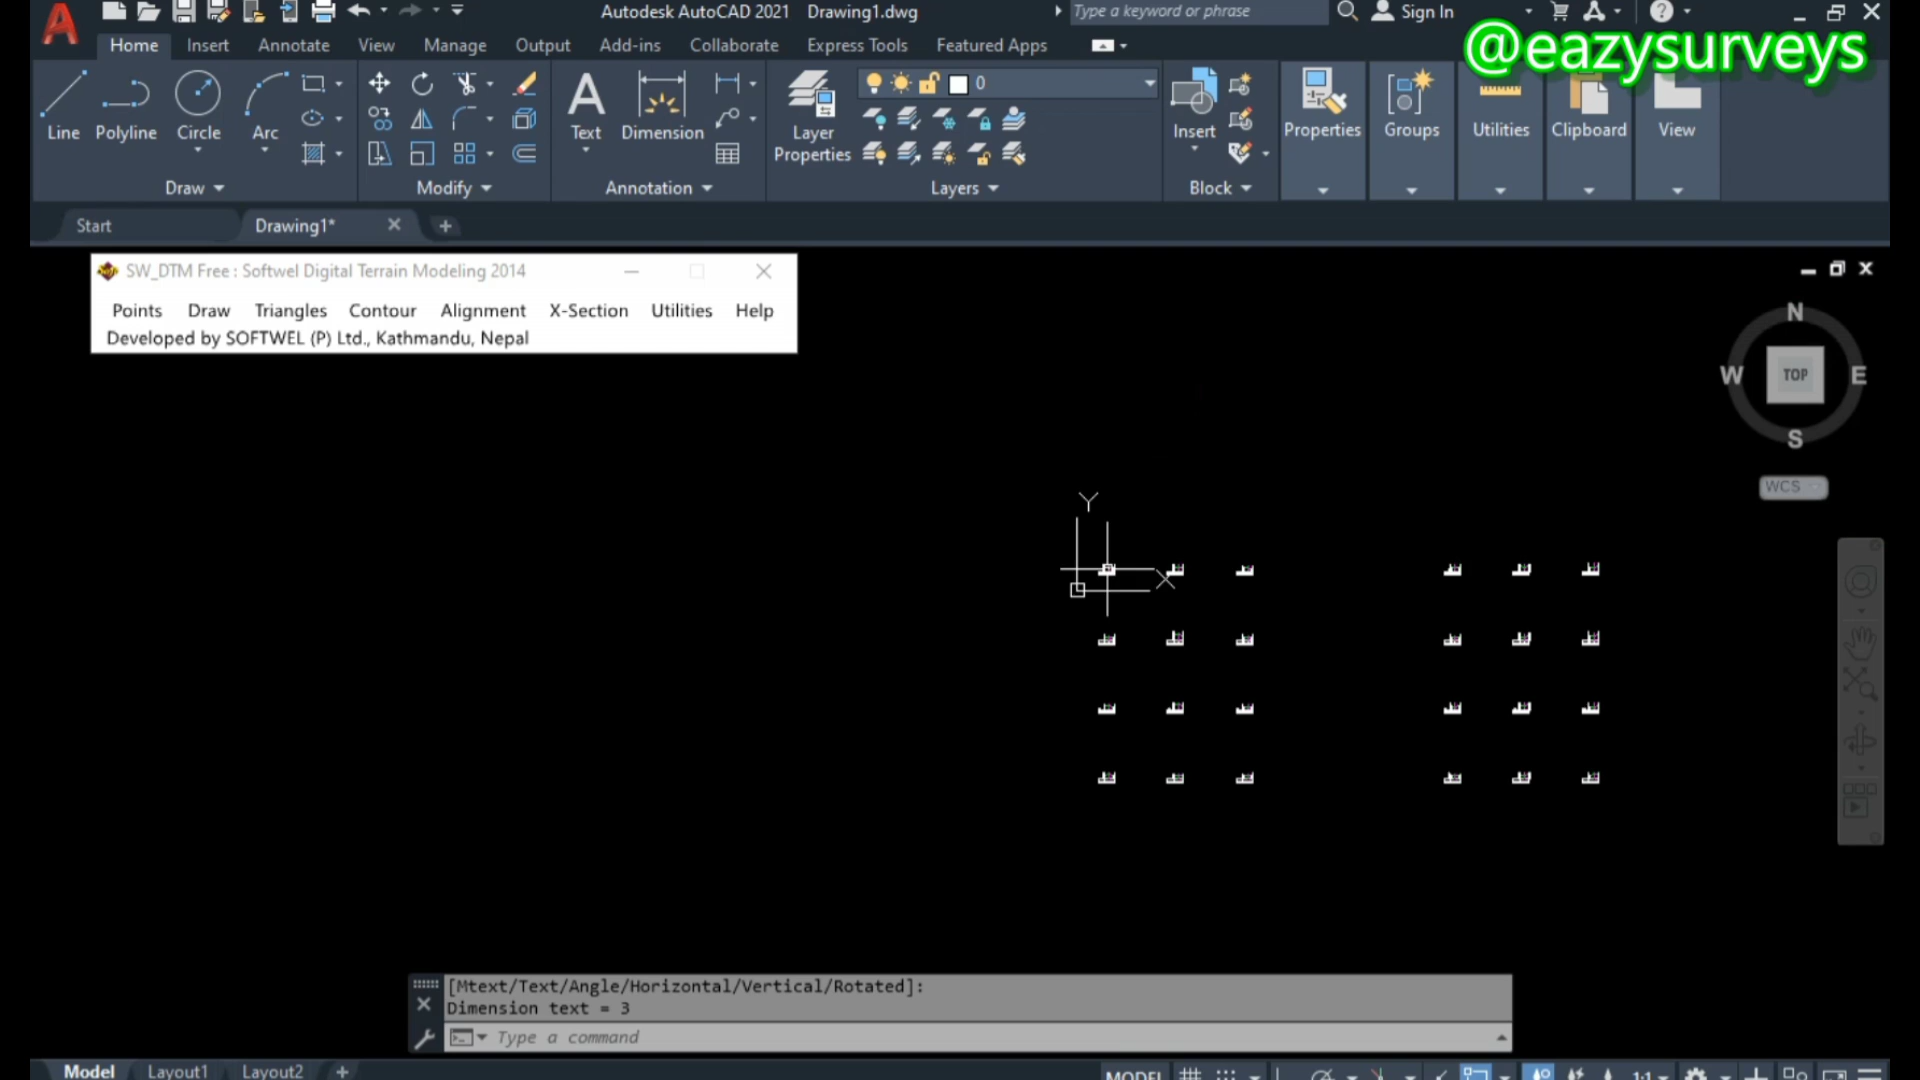 Autodesk AutoCAD 2021 Drawing1.dwg
Type a keyword or phrase
Sign In
@eazysurveys
Home Insert Annotate View Manage Output Add-ins Collaborate Express Tools Featured Apps
Line Polyline Circle Arc
Text Dimension
Layer Properties
0
Insert
Properties Groups Utilities Clipboard View
Draw Modify Annotation Layers Block
Start Drawing1*
SW_DTM Free : Softwel Digital Terrain Modeling 2014
Points Draw Triangles Contour Alignment X-Section Utilities Help
Developed by SOFTWEL (P) Ltd., Kathmandu, Nepal
N
W TOP E
S
WCS
Y
X
[Mtext/Text/Angle/Horizontal/Vertical/Rotated]:
Dimension text = 3
Type a command
Model Layout1 Layout2
MODEL 1:1